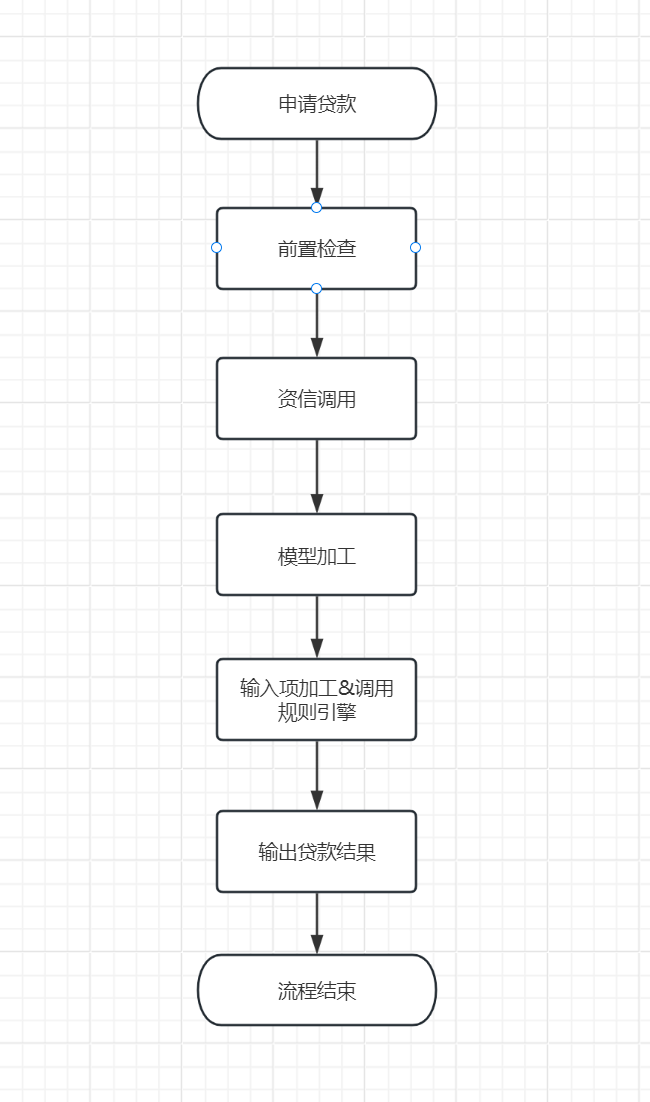 申请贷款
前置检查
资信调用
模型加工
输入项加工&调用
规则引擎
输出贷款结果
流程结束